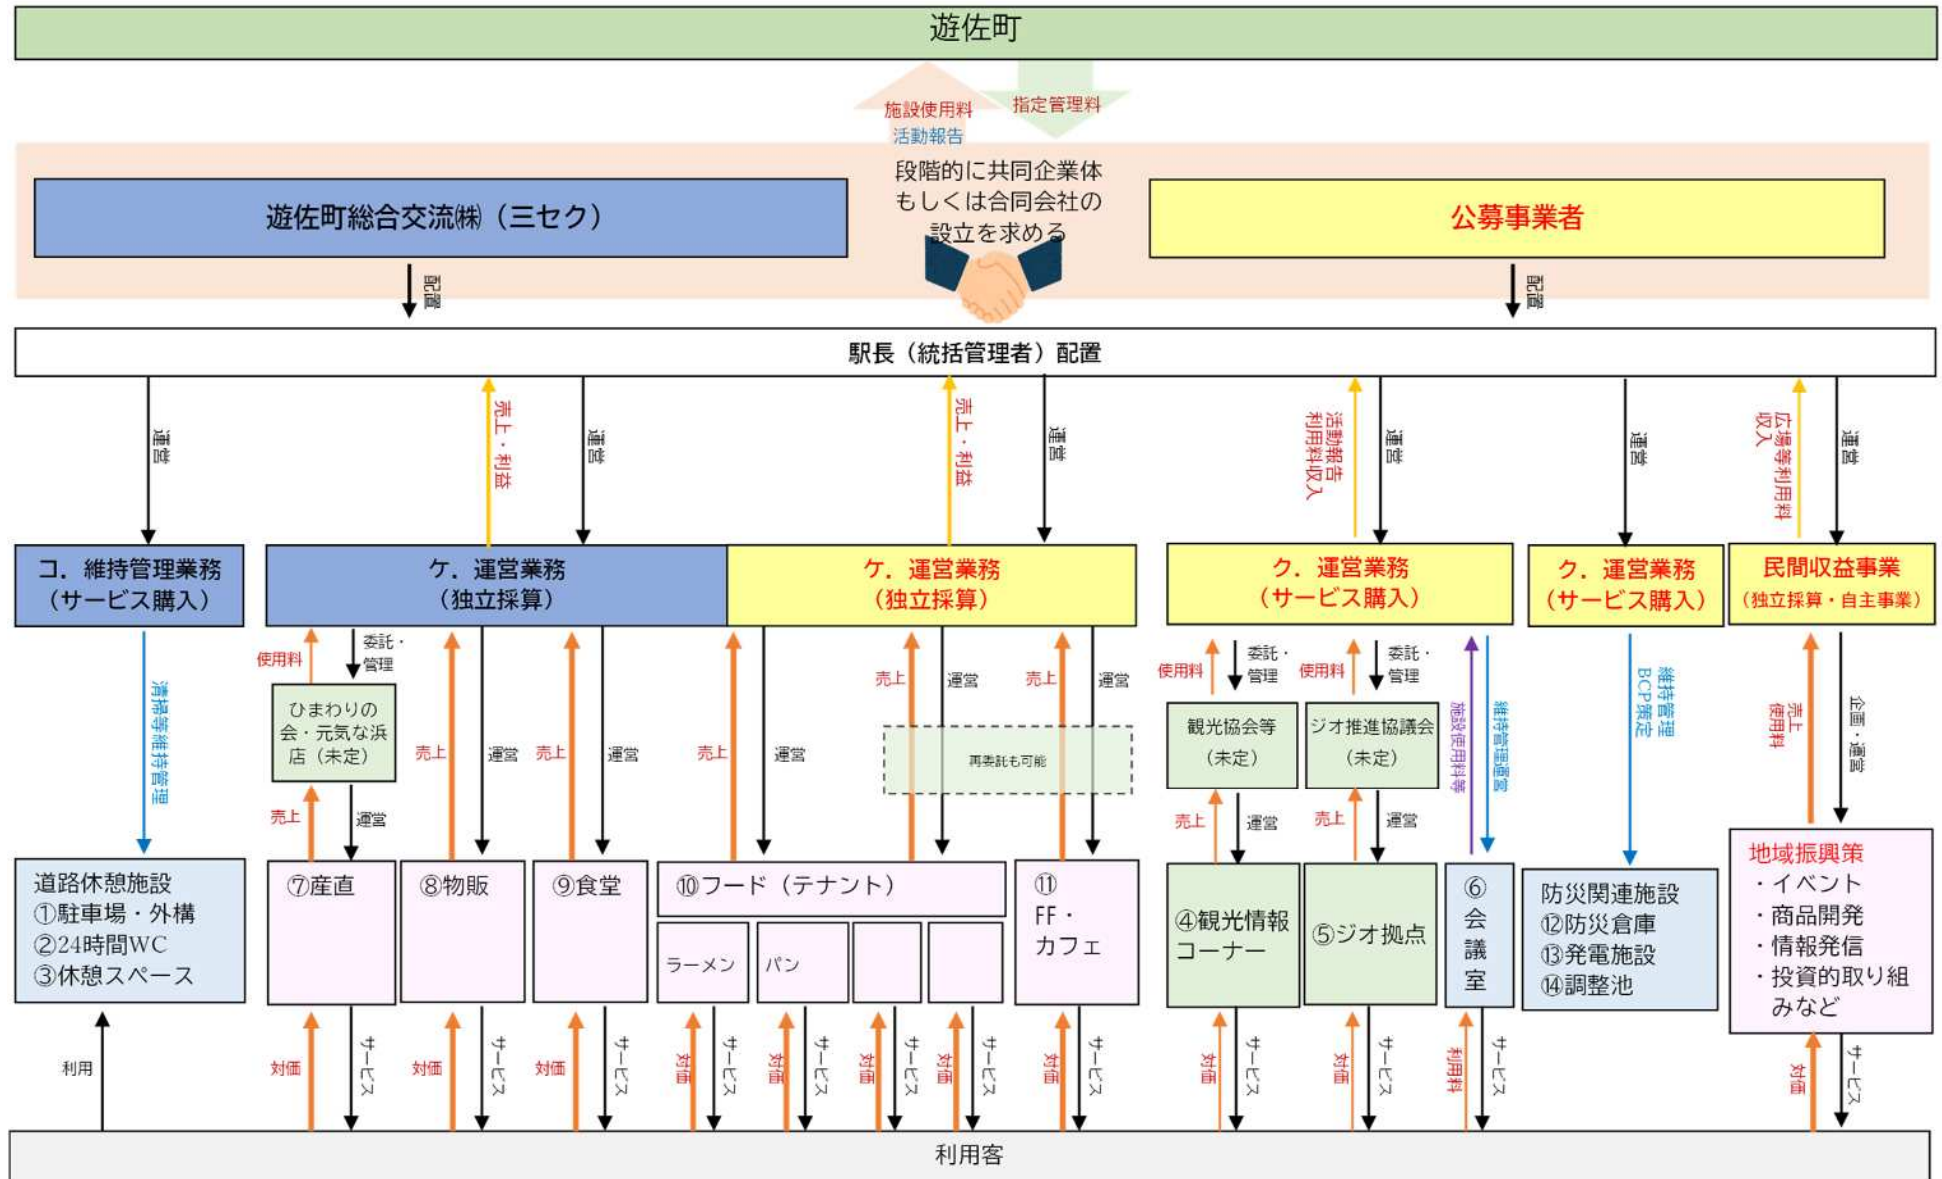 遊佐町
施設使用料
活動報告
指定管理料
段階的に共同企業体
もしくは合同会社の
設立を求める
遊佐町総合交流㈱（三セク）
公募事業者
配置
配置
駅長（統括管理者）配置
運営
売上・利益
運営
売上・利益
運営
活動報告
利用料収入
運営
運営
広場等利用料
収入
運営
コ．維持管理業務
（サービス購入）
ケ．運営業務
（独立採算）
ケ．運営業務
（独立採算）
ク．運営業務
（サービス購入）
ク．運営業務
（サービス購入）
民間収益事業
（独立採算・自主事業）
清掃等維持管理
使用料
委託・
管理
ひまわりの
会・元気な浜
店（未定）
売上
運営
売上
運営
売上
運営
売上
運営
売上
運営
売上
運営
再委託も可能
使用料
委託・
管理
観光協会等
（未定）
売上
運営
使用料
委託・
管理
ジオ推進協議会
（未定）
売上
運営
施設使用料等
維持管理運営
維持管理
BCP策定
売上
使用料
企画・運営
道路休憩施設
①駐車場・外構
②24時間WC
③休憩スペース
⑦産直
⑧物販
⑨食堂
⑩フード（テナント）
ラーメン
パン
⑪
FF・
カフェ
④観光情報
コーナー
⑤ジオ拠点
⑥
会
議
室
防災関連施設
⑫防災倉庫
⑬発電施設
⑭調整池
地域振興策
・イベント
・商品開発
・情報発信
・投資的取り組
みなど
利用
対価
サービス
対価
サービス
対価
サービス
対価
サービス
対価
サービス
対価
サービス
対価
サービス
対価
サービス
対価
サービス
対価
サービス
利用料
サービス
対価
サービス
利用客